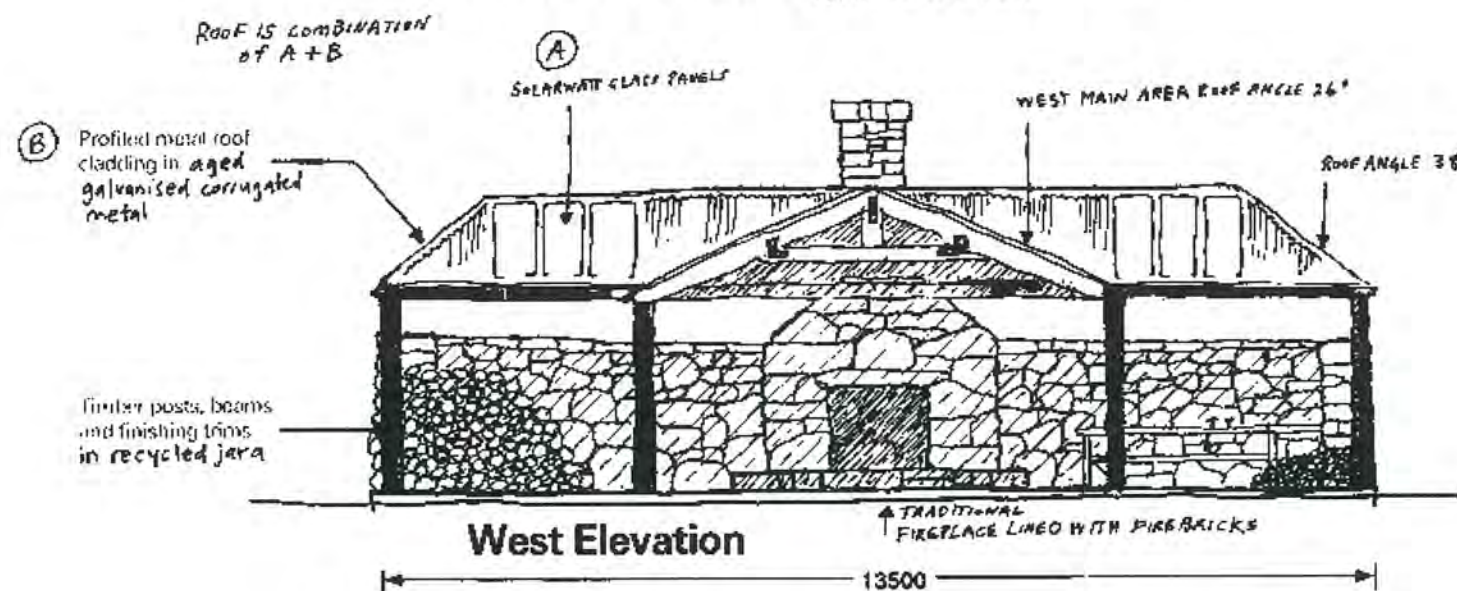 ROOF IS COMBINATION
of A + B
A
SOLARWATT GLASS PANELS
WEST MAIN AREA ROOF ANGLE 26°
ROOF ANGLE 38
B
Profiled metal roof
cladding in aged
galvanised corrugated
metal
Timber posts, beams
and finishing trims
in recycled jara
TRADITIONAL
FIREPLACE LINED WITH FIREBRICKS
West Elevation
13500